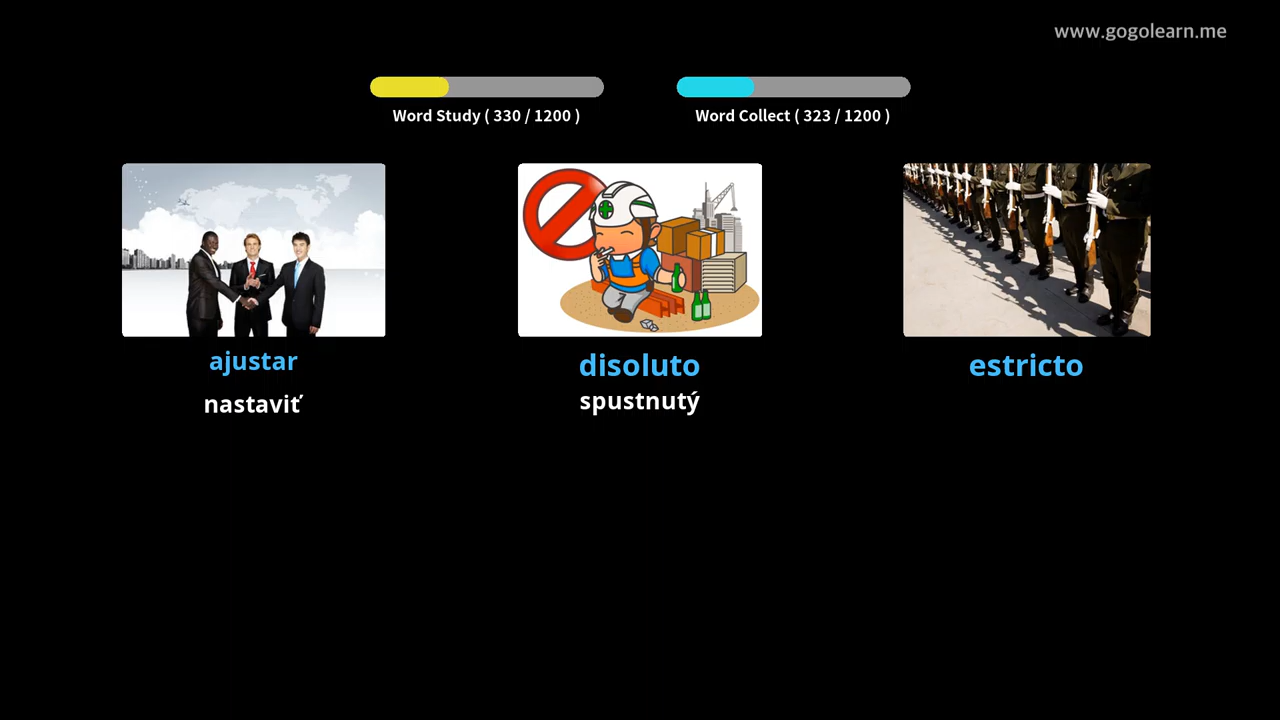 www.gogolearn.me
Word Study ( 330 / 1200 )
Word Collect ( 323 / 1200 )
ajustar
disoluto
estricto
nastaviť
spustnutý